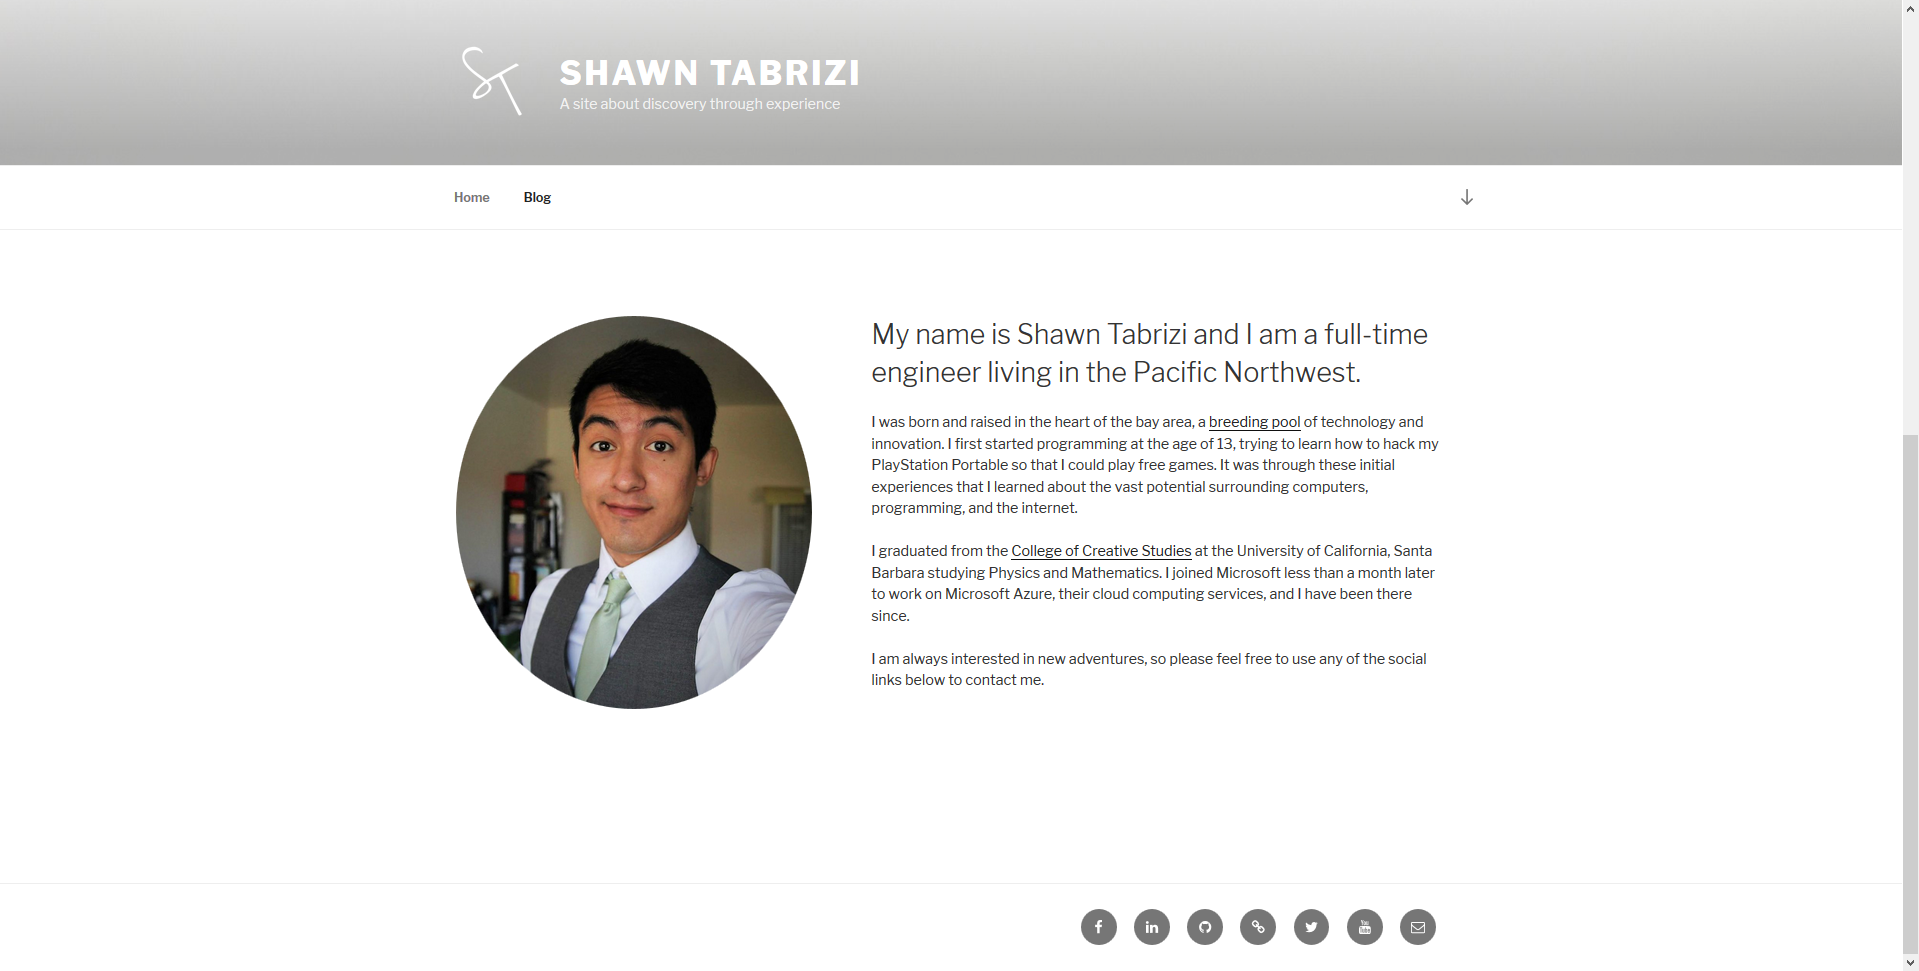 SHAWN TABRIZI
A site about discovery through experience
Home Blog
My name is Shawn Tabrizi and I am a full-time
engineer living in the Pacific Northwest.
I was born and raised in the heart of the bay area, a breeding pool of technology and
innovation. I first started programming at the age of 13, trying to learn how to hack my
PlayStation Portable so that I could play free games. It was through these initial
experiences that I learned about the vast potential surrounding computers,
programming, and the internet.
I graduated from the College of Creative Studies at the University of California, Santa
Barbara studying Physics and Mathematics. I joined Microsoft less than a month later
to work on Microsoft Azure, their cloud computing services, and I have been there
since.
I am always interested in new adventures, so please feel free to use any of the social
links below to contact me.